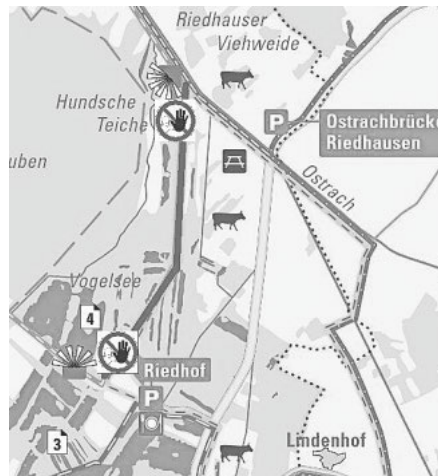 Riedhauser
Viehweide
Hundsche
Teiche
P
Ostrachbrücke
Riedhausen
uben
Ostrach
Vogelsee
4
Riedhof
P
3
Lindenhof